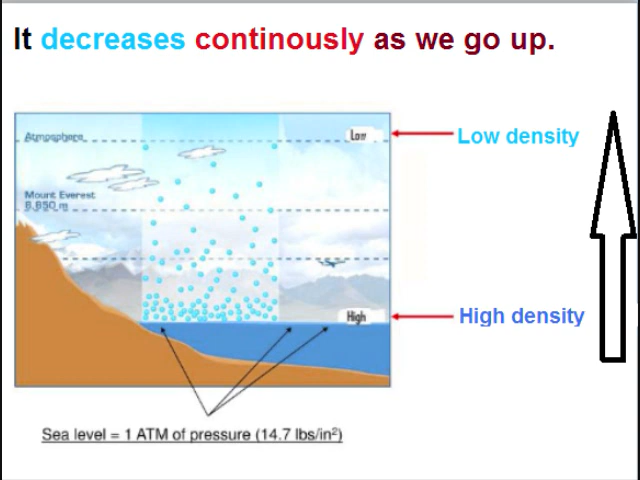 It decreases continously as we go up.
Atmosphere
Low
Low density
Mount Everest
8,850 m
High
High density
Sea level = 1 ATM of pressure (14.7 lbs/in²)